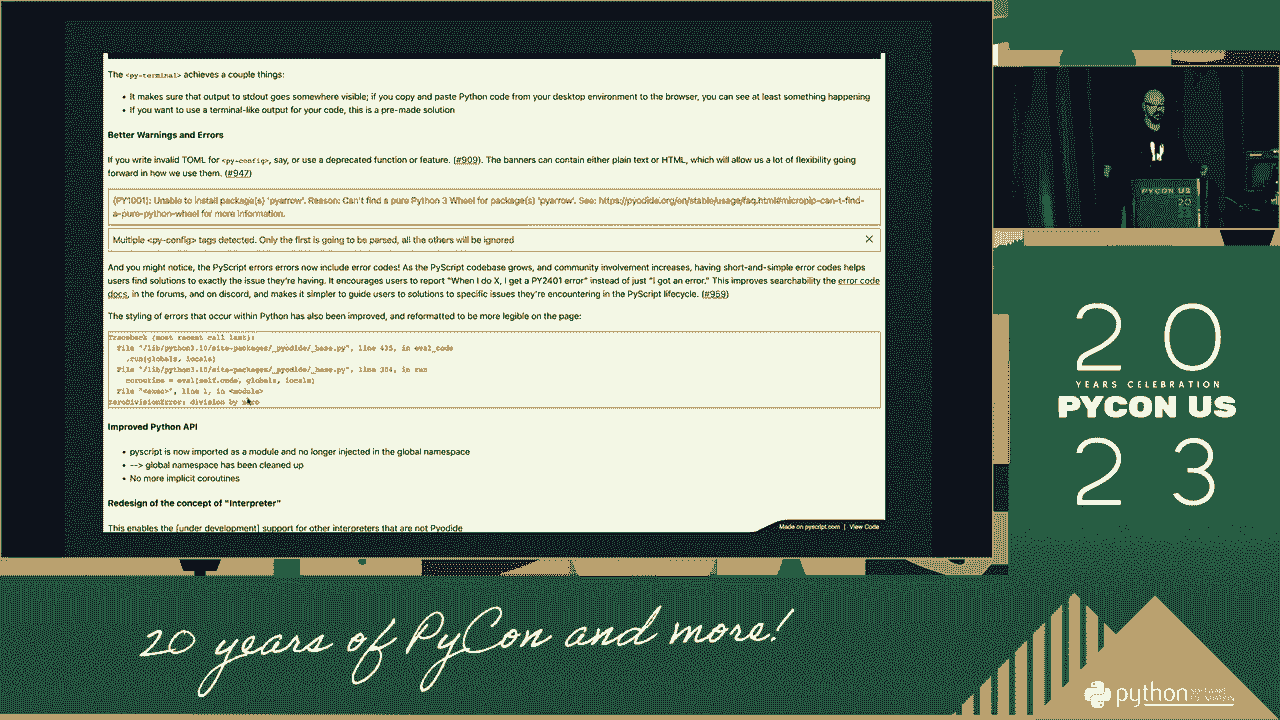 The <py-terminal> achieves a couple things:
• It makes sure that output to stdout goes somewhere visible; if you copy and paste Python code from your desktop environment to the browser, you can see at least something happening
• If you want to use a terminal-like output for your code, this is a pre-made solution
Better Warnings and Errors
If you write invalid TOML for <py-config>, say, or use a deprecated function or feature. (#909). The banners can contain either plain text or HTML, which will allow us a lot of flexibility going
forward in how we use them. (#947)
(PY1001): Unable to install package(s) 'pyarrow'. Reason: Can't find a pure Python 3 Wheel for package(s) 'pyarrow'. See: https://pyodide.org/en/stable/usage/faq.html#micropip-can-t-find-
a-pure-python-wheel for more information.
Multiple <py-config> tags detected. Only the first is going to be parsed, all the others will be ignored
And you might notice, the PyScript errors errors now include error codes! As the PyScript codebase grows, and community involvement increases, having short-and-simple error codes helps
users find solutions to exactly the issue they're having. It encourages users to report "When I do X, I get a PY2401 error" instead of just "I got an error." This improves searchability the error code
docs, in the forums, and on discord, and makes it simpler to guide users to solutions to specific issues they're encountering in the PyScript lifecycle. (#959)
The styling of errors that occur within Python has also been improved, and reformatted to be more legible on the page:
Traceback (most recent call last):
File "/lib/python3.10/site-packages/_pyodide/_base.py", line 435, in eval_code
.run(globals, locals)
File "/lib/python3.10/site-packages/_pyodide/_base.py", line 304, in run
coroutine = eval(self.code, globals, locals)
File "<exec>", line 1, in <module>
ZeroDivisionError: division by zero
Improved Python API
• pyscript is now imported as a module and no longer injected in the global namespace
• --> global namespace has been cleaned up
• No more implicit coroutines
Redesign of the concept of "Interpreter"
This enables the [under development] support for other interpreters that are not Pyodide
Made on pyscript.com | View Code
PYCON US
20
23
20
YEARS CELEBRATION
PYCON US
23
20 years of PyCon and more!
python
SOFTWARE
FOUNDATION